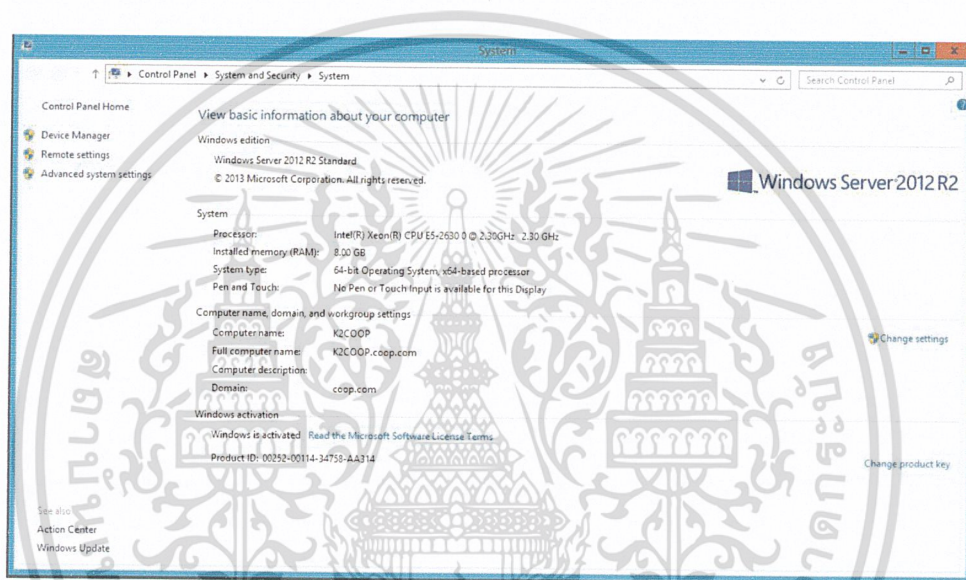 System
Control Panel ▸ System and Security ▸ System
Search Control Panel
Control Panel Home
Device Manager
Remote settings
Advanced system settings
View basic information about your computer
Windows edition
Windows Server 2012 R2 Standard
© 2013 Microsoft Corporation. All rights reserved.
Windows Server 2012 R2
System
Processor: Intel(R) Xeon(R) CPU E5-2630 0 @ 2.30GHz 2.30 GHz
Installed memory (RAM): 8.00 GB
System type: 64-bit Operating System, x64-based processor
Pen and Touch: No Pen or Touch Input is available for this Display
Computer name, domain, and workgroup settings
Computer name: K2COOP
Change settings
Full computer name: K2COOP.coop.com
Computer description:
Domain: coop.com
Windows activation
Windows is activated Read the Microsoft Software License Terms
Product ID: 00252-00114-34758-AA314
Change product key
See also
Action Center
Windows Update